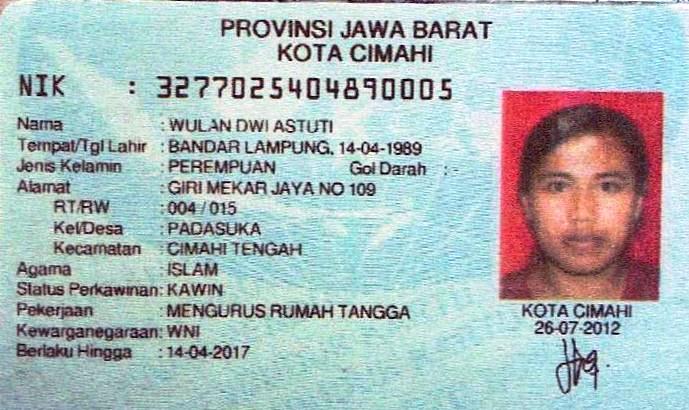 PROVINSI JAWA BARAT
KOTA CIMAHI
NIK : 3277025404890005
Nama : WULAN DWI ASTUTI
Tempat/Tgl Lahir : BANDAR LAMPUNG, 14-04-1989
Jenis Kelamin : PEREMPUAN Gol Darah : -
Alamat : GIRI MEKAR JAYA NO 109
RT/RW : 004 / 015
Kel/Desa : PADASUKA
Kecamatan : CIMAHI TENGAH
Agama : ISLAM
Status Perkawinan: KAWIN
Pekerjaan : MENGURUS RUMAH TANGGA
Kewarganegaraan: WNI
Berlaku Hingga : 14-04-2017
KOTA CIMAHI
26-07-2012